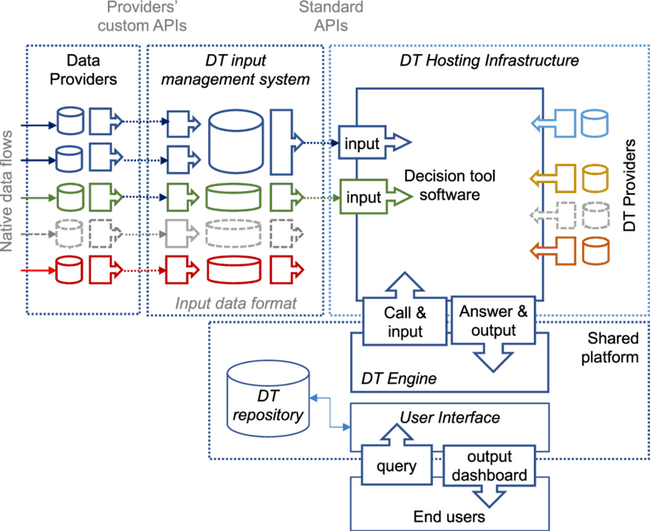 Providers’
custom APIs
Standard
APIs
Data
Providers
DT input
management system
DT Hosting Infrastructure
Native data flows
input
input
Decision tool
software
DT Providers
Input data format
Call &
input
Answer &
output
Shared
platform
DT Engine
DT
repository
User Interface
query
output
dashboard
End users